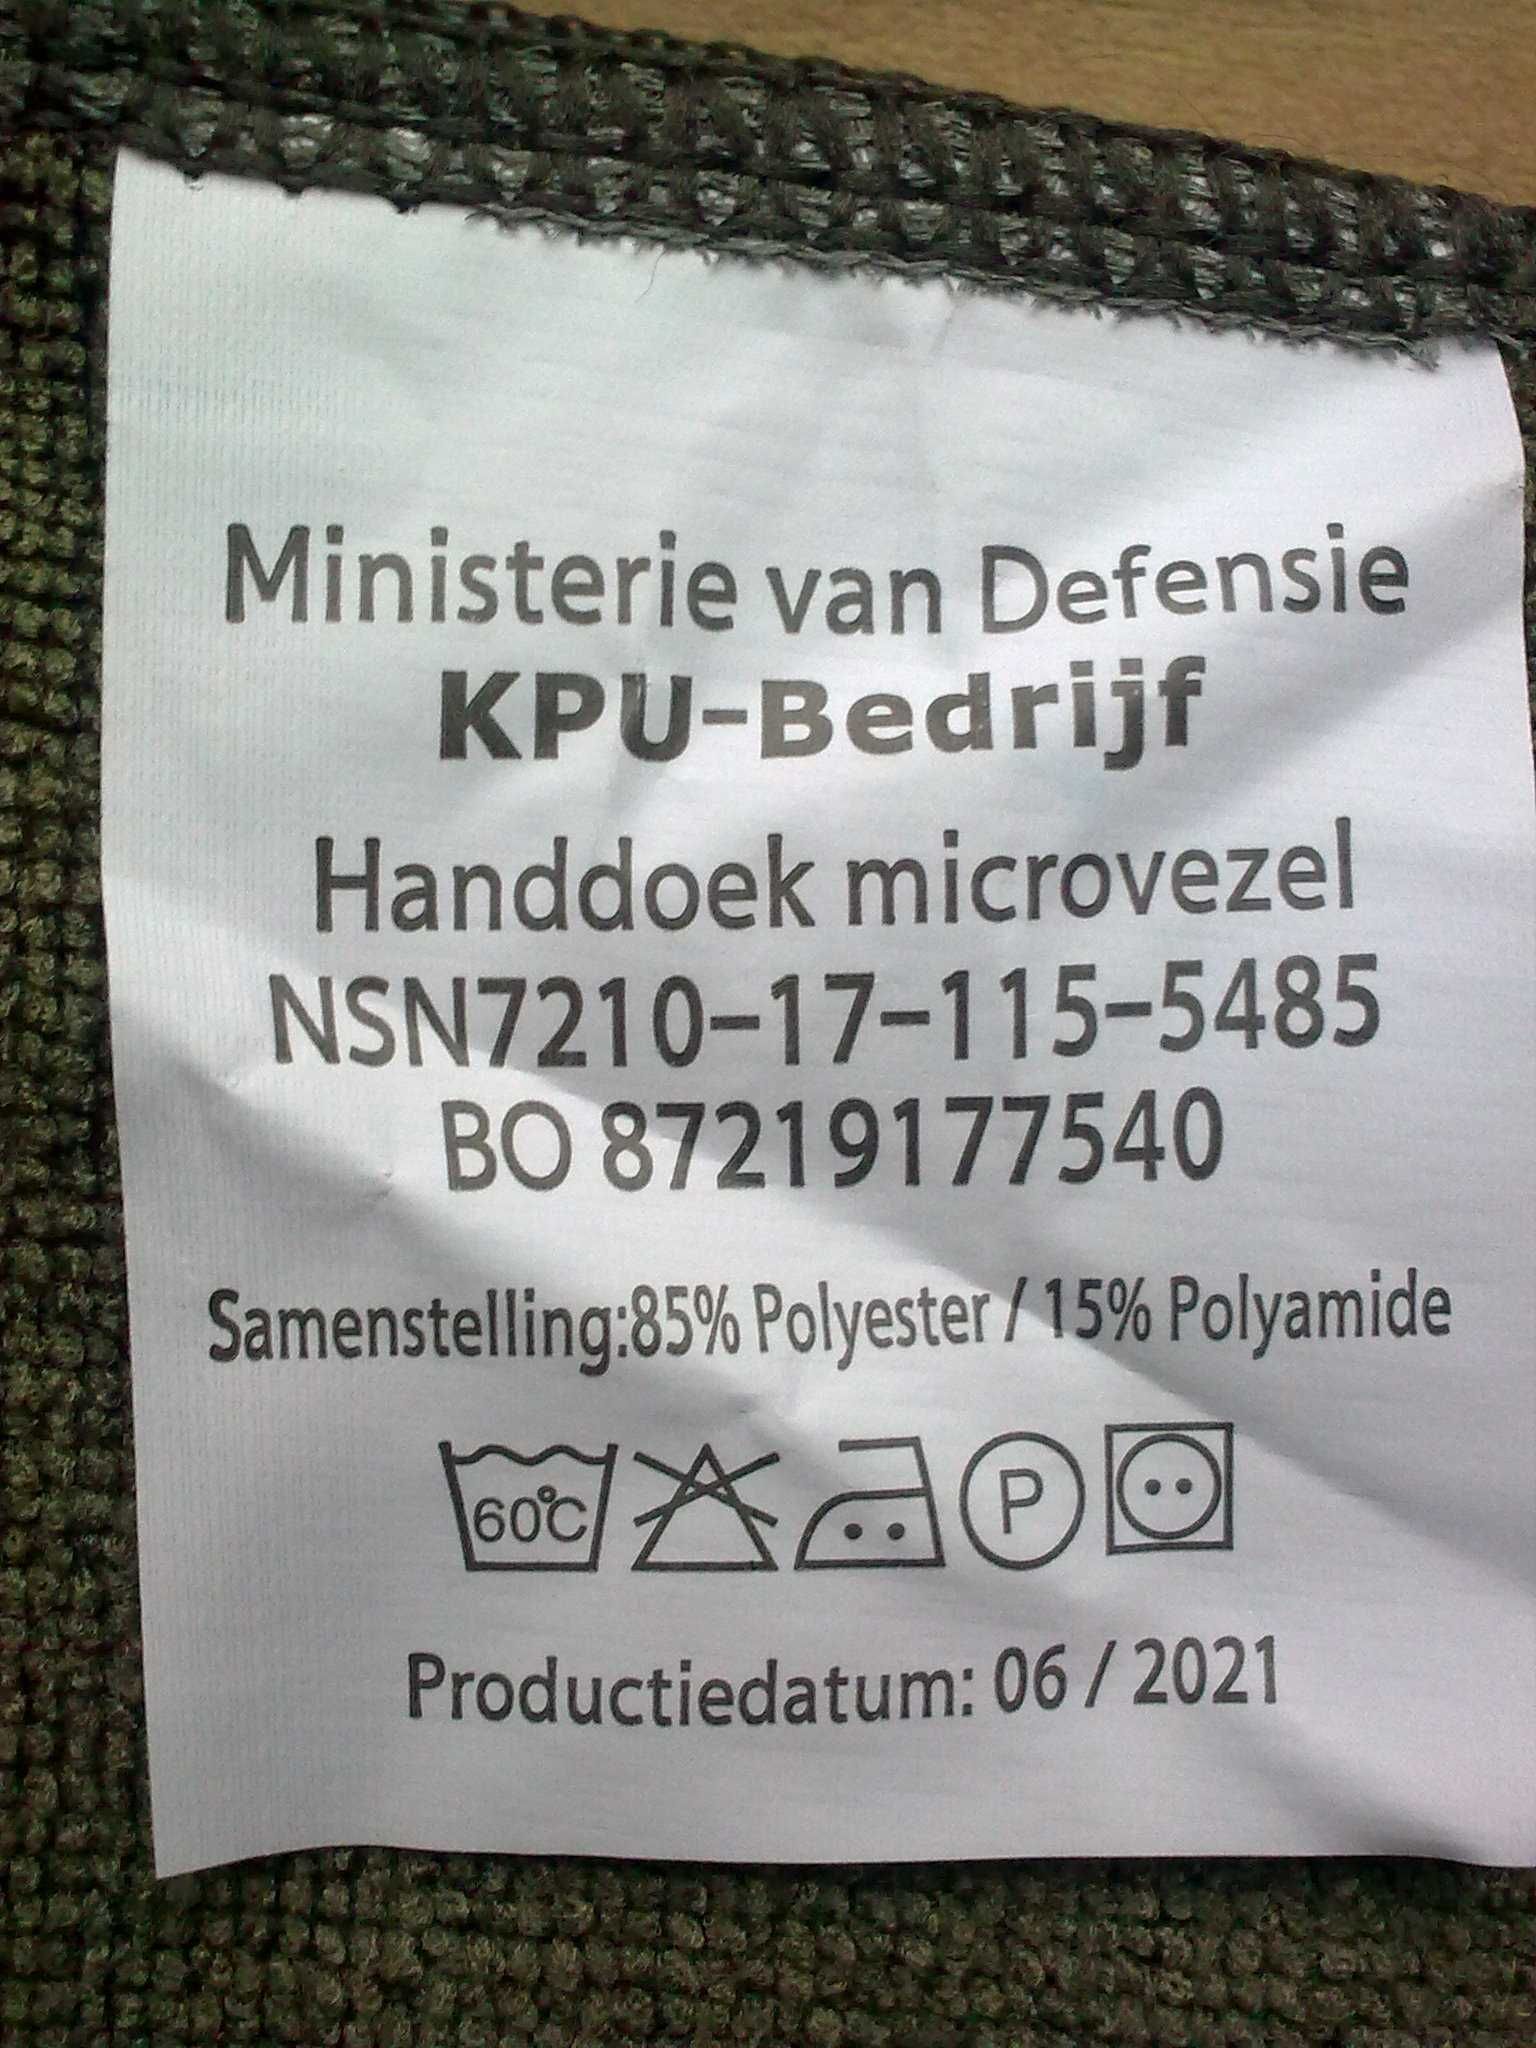 Ministerie van Defensie
KPU-Bedrijf
Handdoek microvezel
NSN7210-17-115-5485
BO 87219177540
Samenstelling:85% Polyester / 15% Polyamide
60°C P
Productiedatum: 06 / 2021